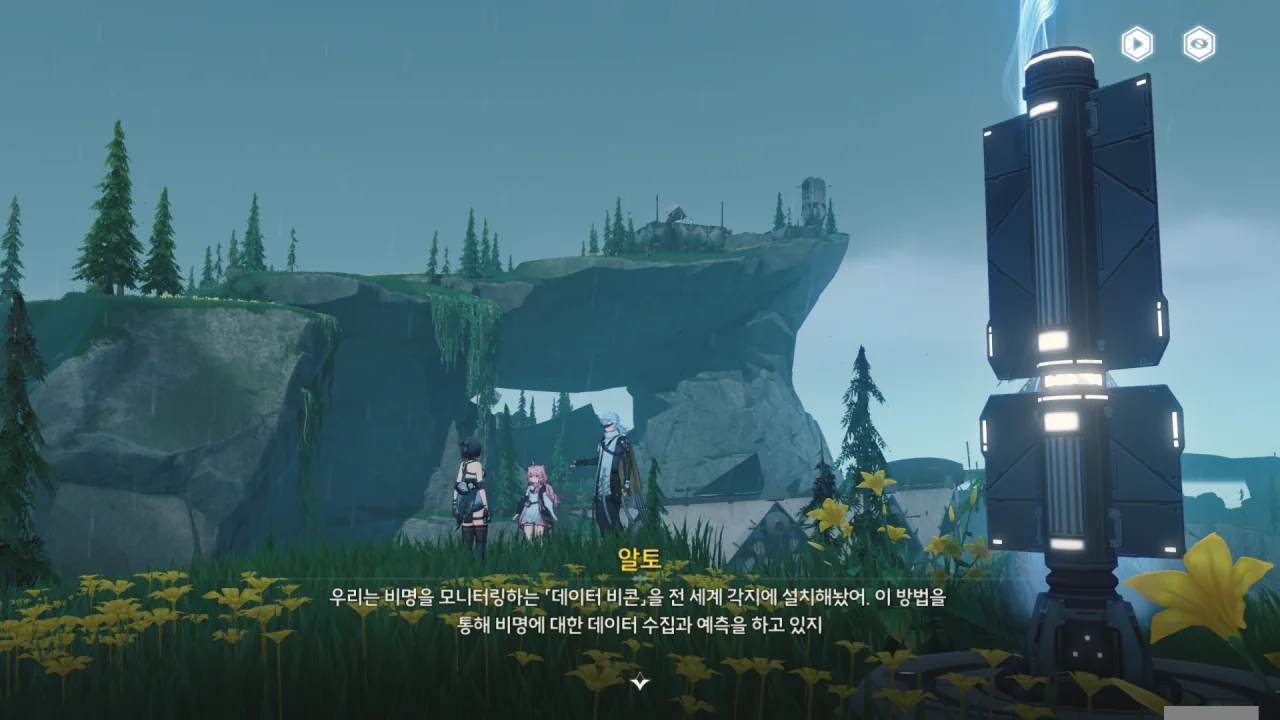 알토
우리는 비명을 모니터링하는 「데이터 비콘」을 전 세계 각지에 설치해놨어. 이 방법을
통해 비명에 대한 데이터 수집과 예측을 하고 있지